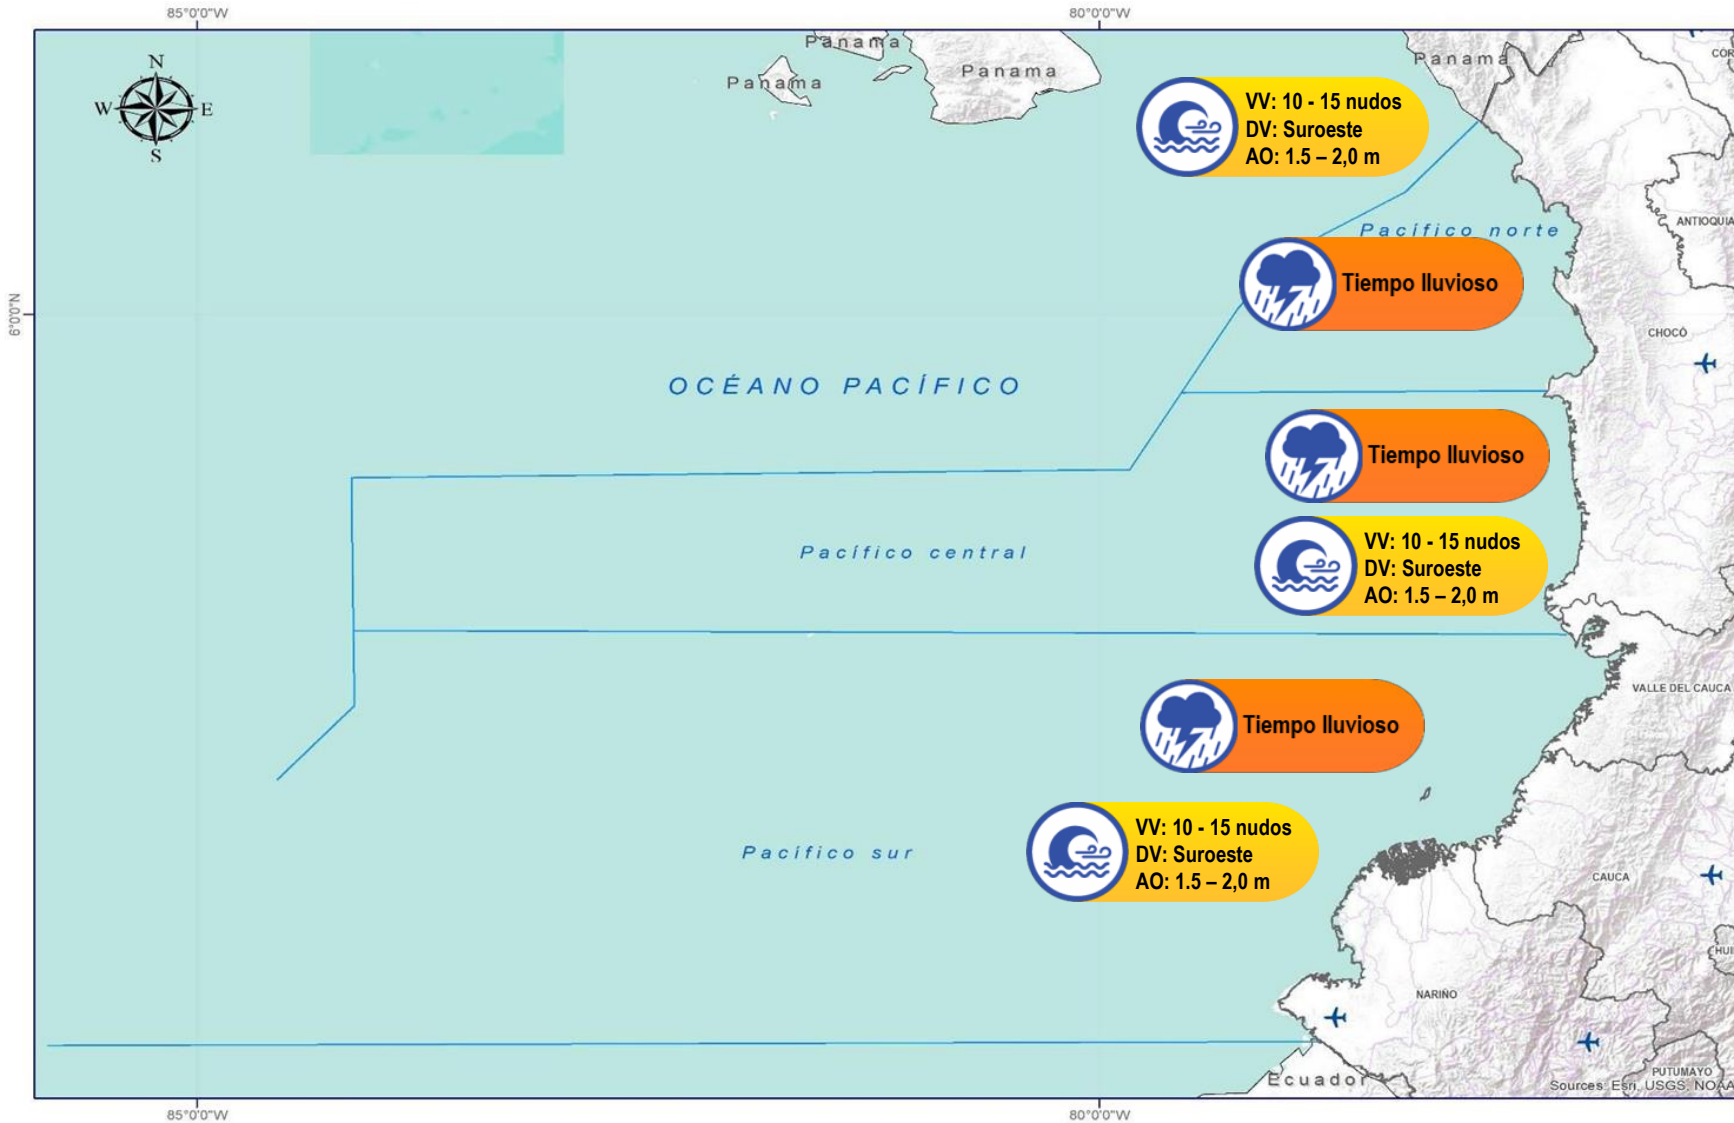 85°0'0"W
80°0'0"W
N
W
E
S
Panama
Panama
Panama
Panama
VV: 10 - 15 nudos
DV: Suroeste
AO: 1.5 – 2,0 m
Pacífico norte
ANTIOQUIA
Tiempo lluvioso
6°0'0"N
CHOCÓ
OCÉANO PACÍFICO
Tiempo lluvioso
Pacífico central
VV: 10 - 15 nudos
DV: Suroeste
AO: 1.5 – 2,0 m
VALLE DEL CAUCA
Tiempo lluvioso
Pacífico sur
VV: 10 - 15 nudos
DV: Suroeste
AO: 1.5 – 2,0 m
CAUCA
HUI
NARIÑO
PUTUMAYO
Ecuador
Sources: Esri, USGS, NOAA
85°0'0"W
80°0'0"W